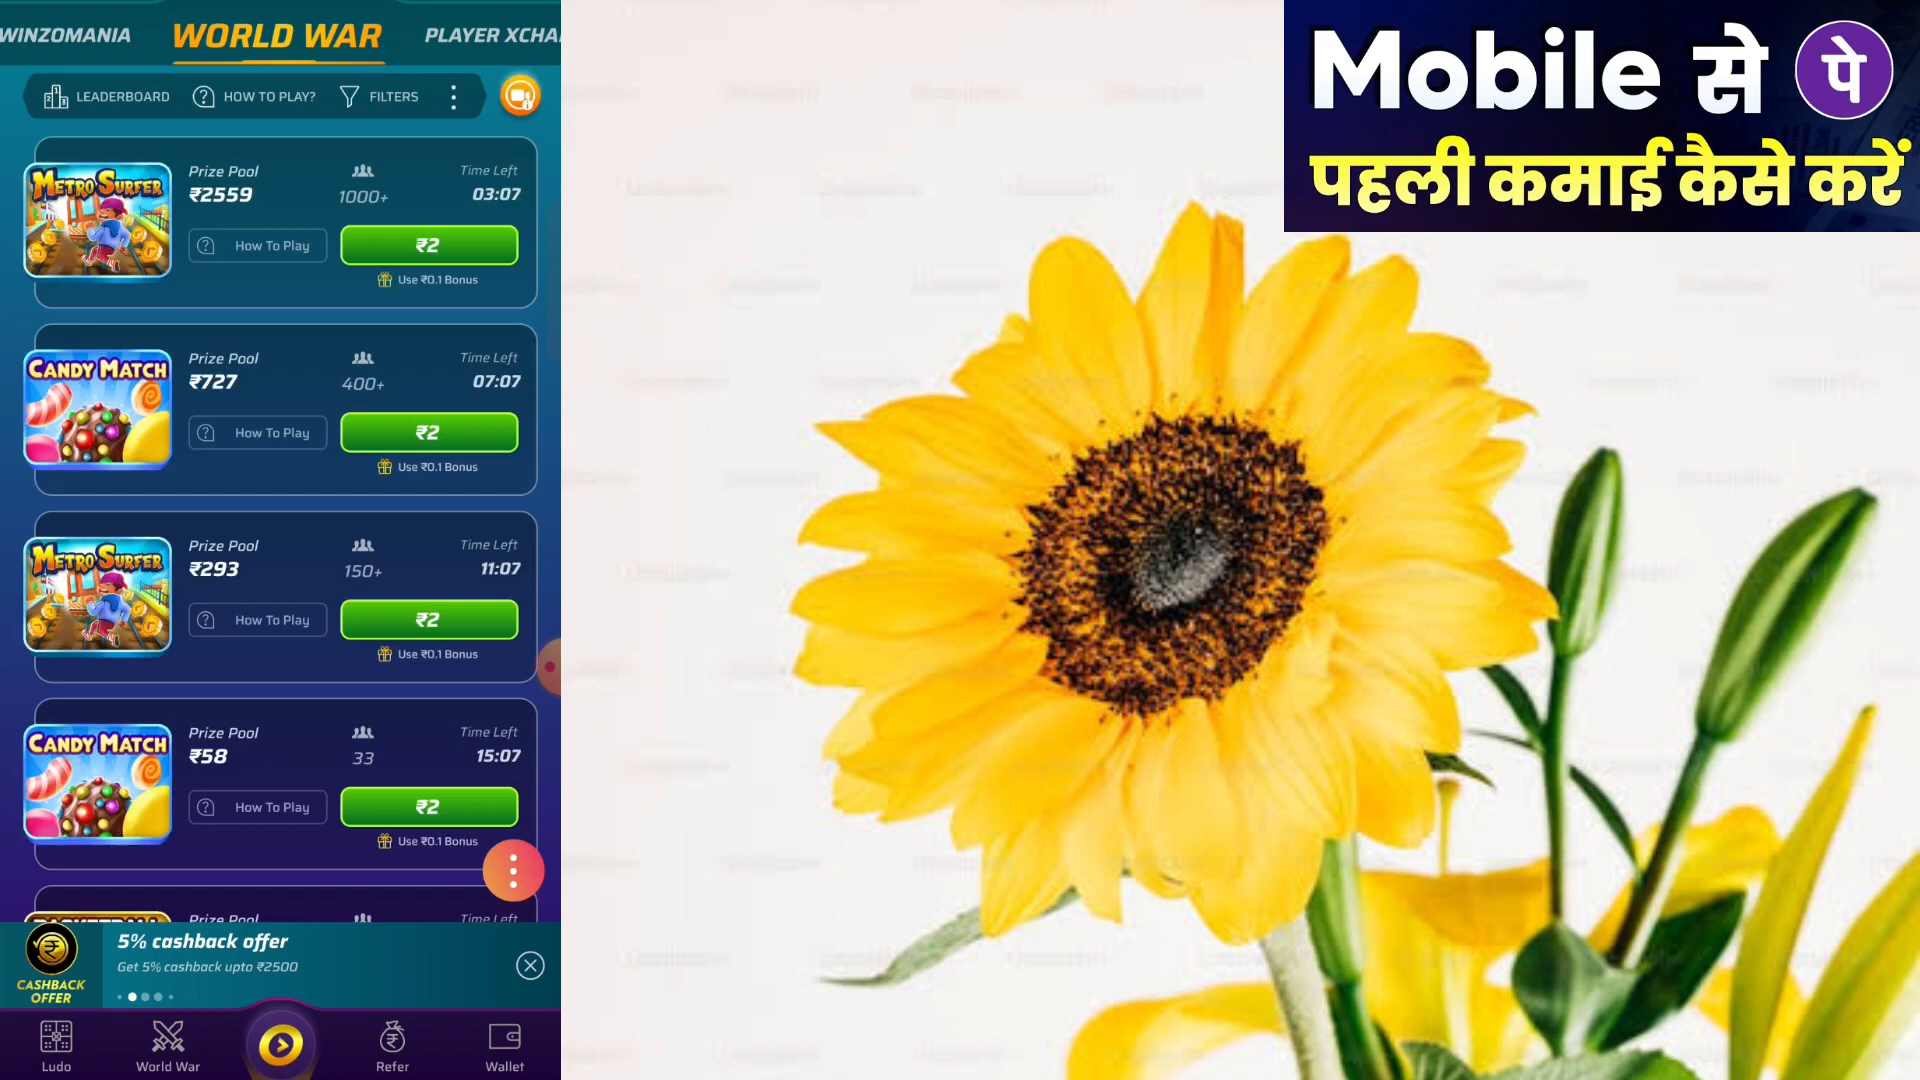 WINZOMANIA
WORLD WAR
PLAYER XCHA
LEADERBOARD
HOW TO PLAY?
FILTERS
METRO SURFER
Prize Pool
₹2559
1000+
Time Left
03:07
How To Play
₹2
Use ₹0.1 Bonus
CANDY MATCH
Prize Pool
₹727
400+
Time Left
07:07
How To Play
₹2
Use ₹0.1 Bonus
METRO SURFER
Prize Pool
₹293
150+
Time Left
11:07
How To Play
₹2
Use ₹0.1 Bonus
CANDY MATCH
Prize Pool
₹58
33
Time Left
15:07
How To Play
₹2
Use ₹0.1 Bonus
Prize Pool
Time Left
CASHBACK
OFFER
5% cashback offer
Get 5% cashback upto ₹2500
Ludo
World War
Refer
Wallet
Mobile से पे
पहली कमाई कैसे करें